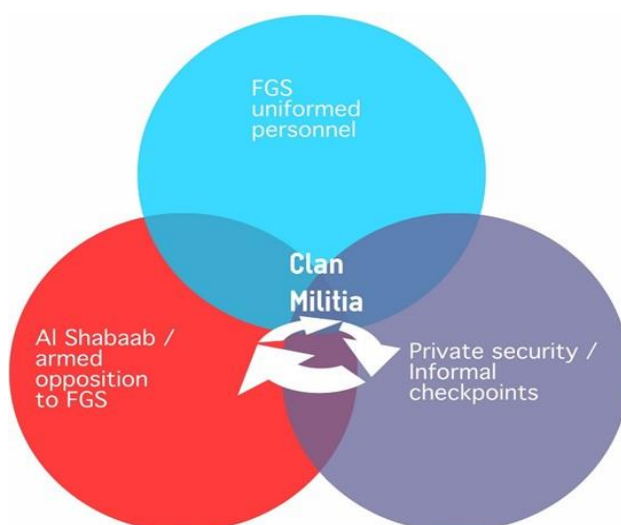 FGS
uniformed
personnel
Clan
Militia
Al Shabaab /
armed
opposition
to FGS
Private security /
Informal
checkpoints